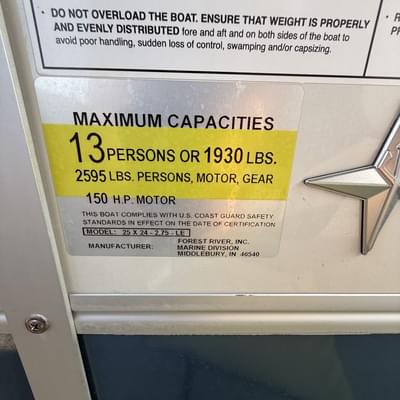 • DO NOT OVERLOAD THE BOAT. ENSURE THAT WEIGHT IS PROPERLY
AND EVENLY DISTRIBUTED fore and aft and on both sides of the boat to
avoid poor handling, sudden loss of control, swamping and/or capsizing.
MAXIMUM CAPACITIES
13 PERSONS OR 1930 LBS.
2595 LBS. PERSONS, MOTOR, GEAR
150 H.P. MOTOR
THIS BOAT COMPLIES WITH U.S. COAST GUARD SAFETY
STANDARDS IN EFFECT ON THE DATE OF CERTIFICATION
MODEL: 25 X 24 - 2.75 - LE
MANUFACTURER: FOREST RIVER, INC.
MARINE DIVISION
MIDDLEBURY, IN 46540